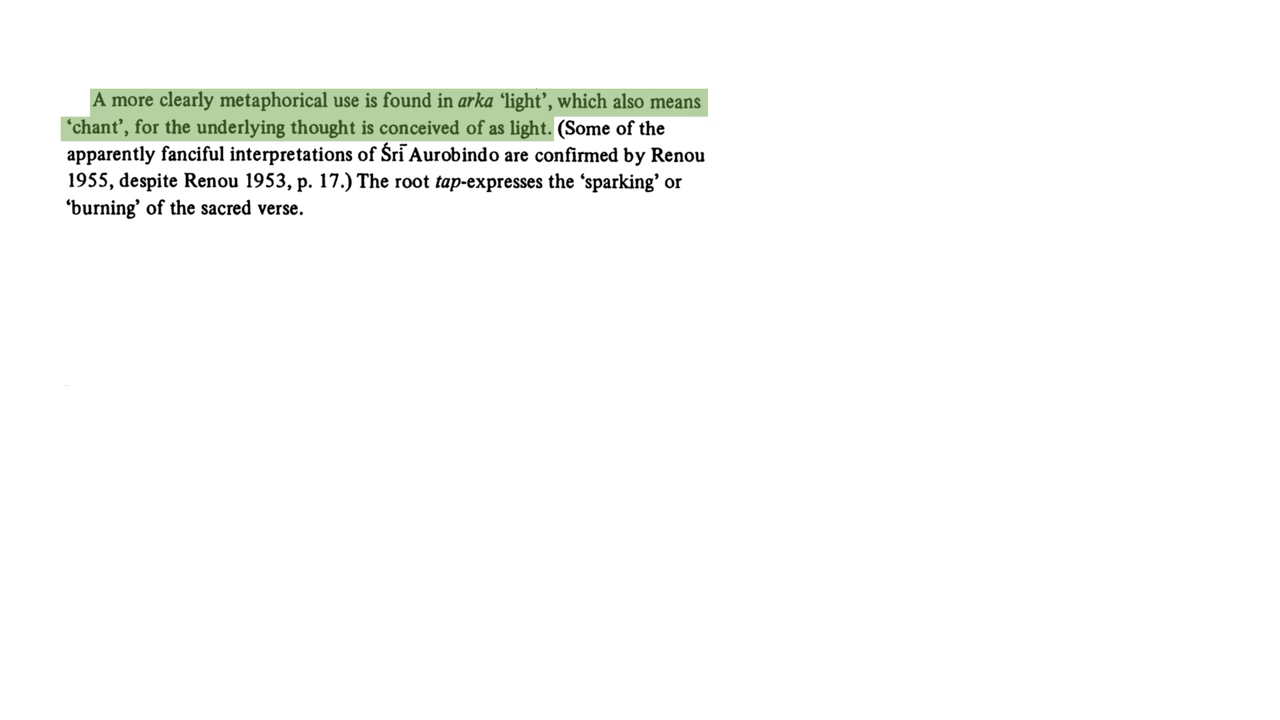 A more clearly metaphorical use is found in arka ‘light’, which also means
‘chant’, for the underlying thought is conceived of as light. (Some of the
apparently fanciful interpretations of Śrī Aurobindo are confirmed by Renou
1955, despite Renou 1953, p. 17.) The root tap-expresses the ‘sparking’ or
‘burning’ of the sacred verse.